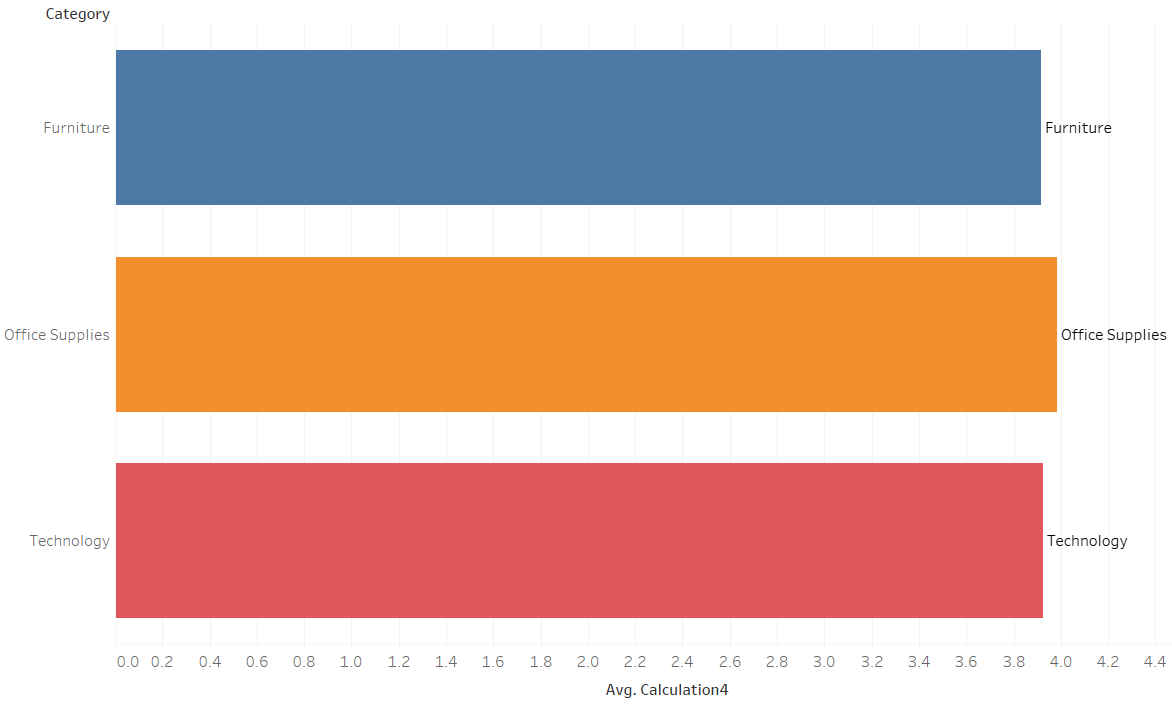 Category
Furniture Furniture
Office Supplies Office Supplies
Technology Technology
0.0 0.2 0.4 0.6 0.8 1.0 1.2 1.4 1.6 1.8 2.0 2.2 2.4 2.6 2.8 3.0 3.2 3.4 3.6 3.8 4.0 4.2 4.4
Avg. Calculation4